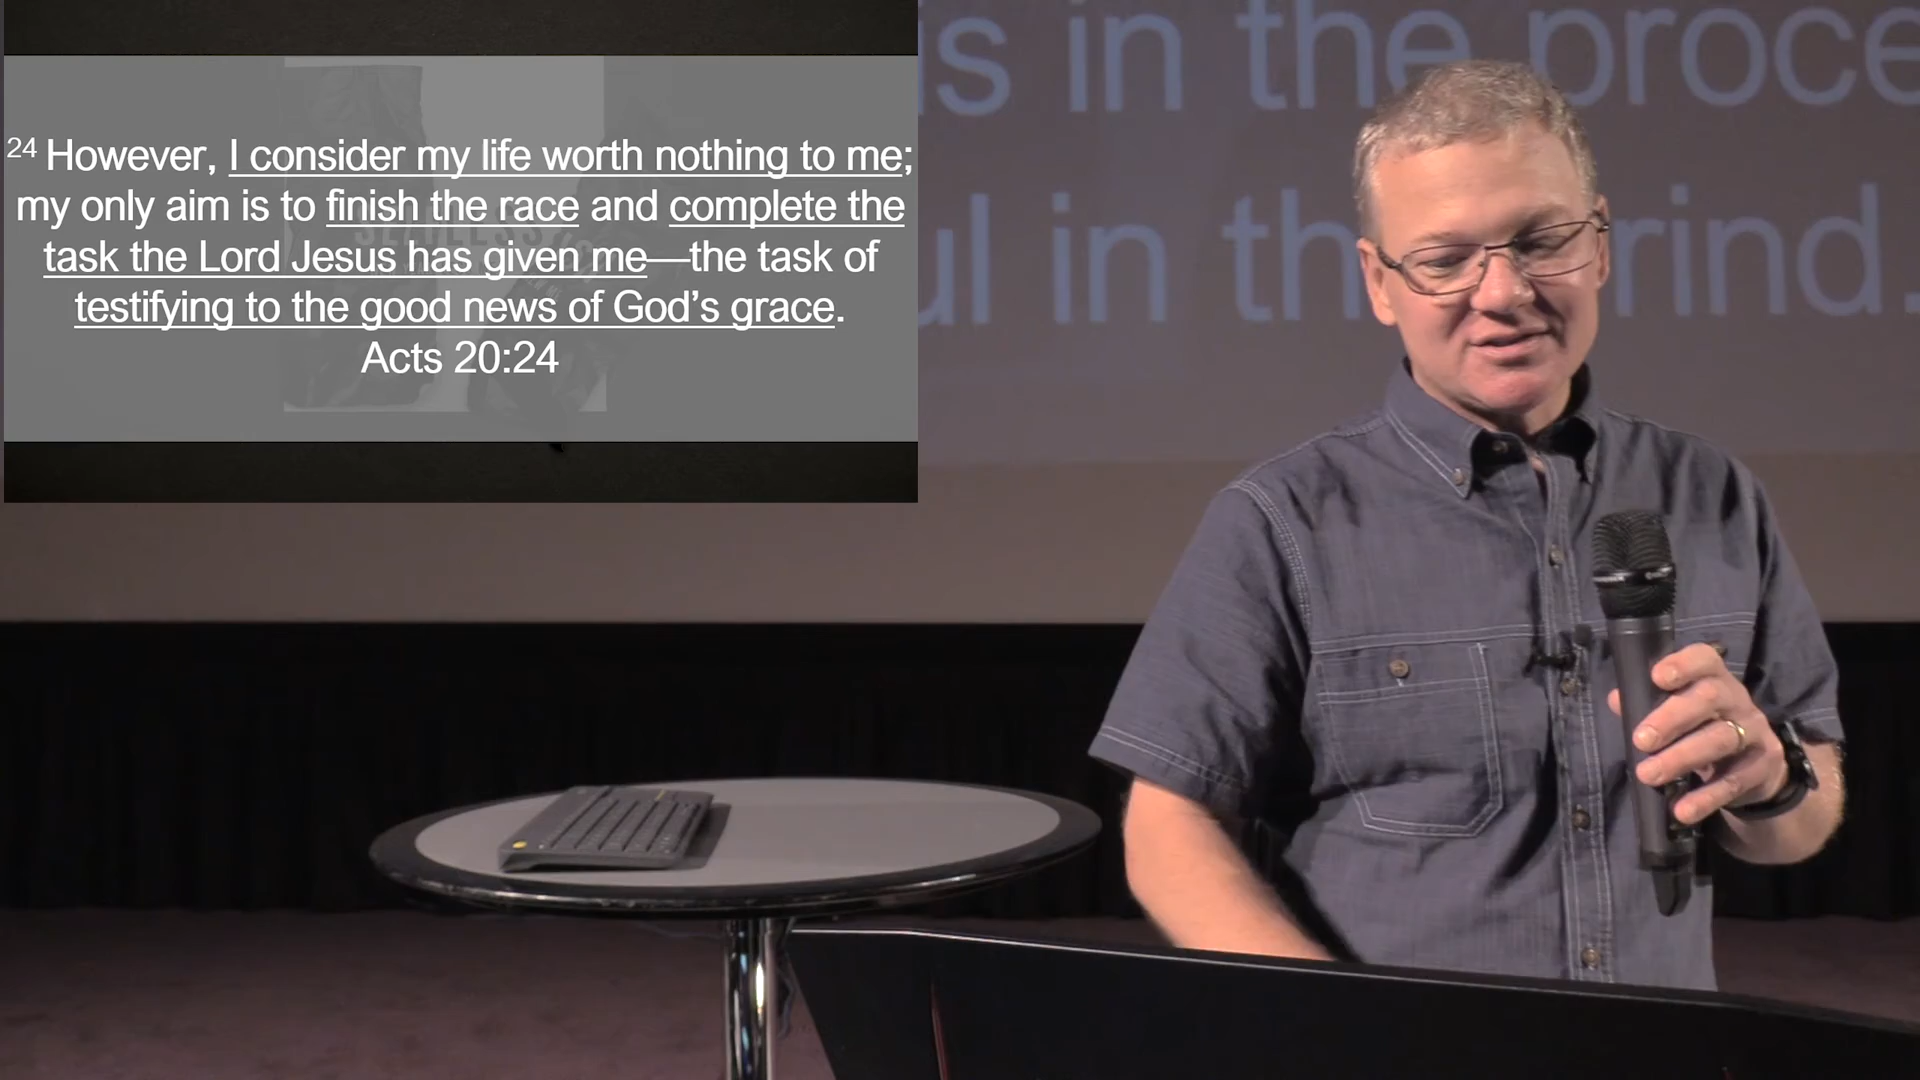 24 However, I consider my life worth nothing to me;
my only aim is to finish the race and complete the
task the Lord Jesus has given me—the task of
testifying to the good news of God's grace.
Acts 20:24
is in the proce
ul in th rind.